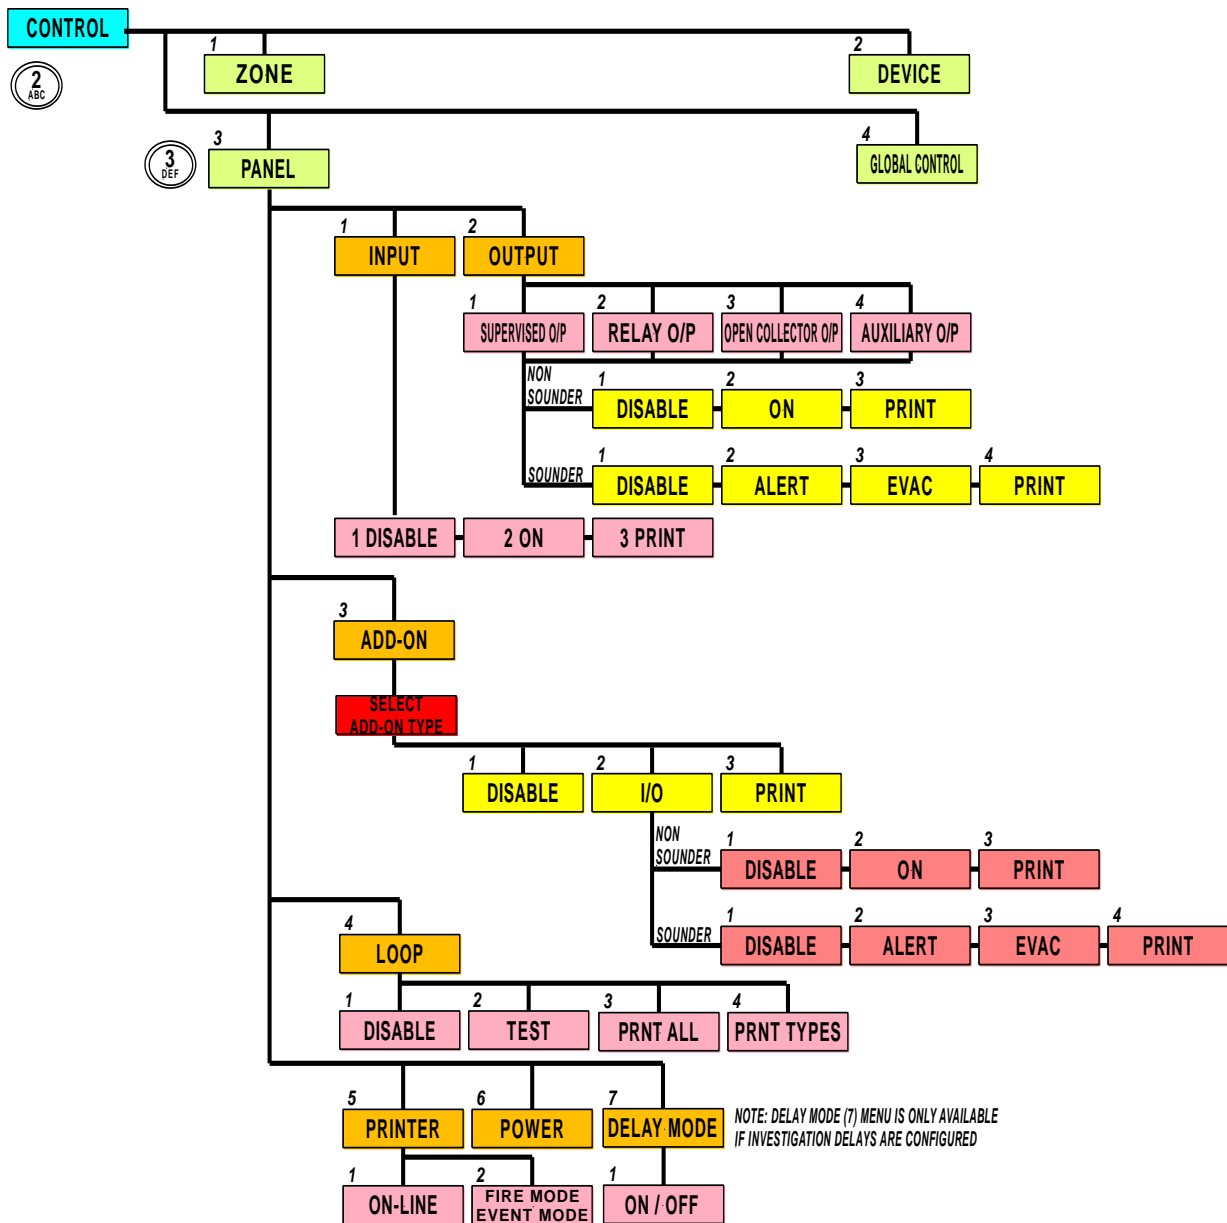 CONTROL
1
2
ZONE
DEVICE
2
ABC
3
4
3
DEF
PANEL
GLOBAL CONTROL
1
2
INPUT
OUTPUT
1
2
3
4
SUPERVISED O/P
RELAY O/P
OPEN COLLECTOR O/P
AUXILIARY O/P
NON
SOUNDER
1
2
3
DISABLE
ON
PRINT
SOUNDER
1
2
3
4
DISABLE
ALERT
EVAC
PRINT
1 DISABLE
2 ON
3 PRINT
3
ADD-ON
SELECT
ADD-ON TYPE
1
2
3
DISABLE
I/O
PRINT
NON
SOUNDER
1
2
3
DISABLE
ON
PRINT
SOUNDER
1
2
3
4
DISABLE
ALERT
EVAC
PRINT
4
LOOP
1
2
3
4
DISABLE
TEST
PRNT ALL
PRNT TYPES
5
6
7
PRINTER
POWER
DELAY MODE
NOTE: DELAY MODE (7) MENU IS ONLY AVAILABLE
IF INVESTIGATION DELAYS ARE CONFIGURED
1
2
1
ON-LINE
FIRE MODE
EVENT MODE
ON / OFF